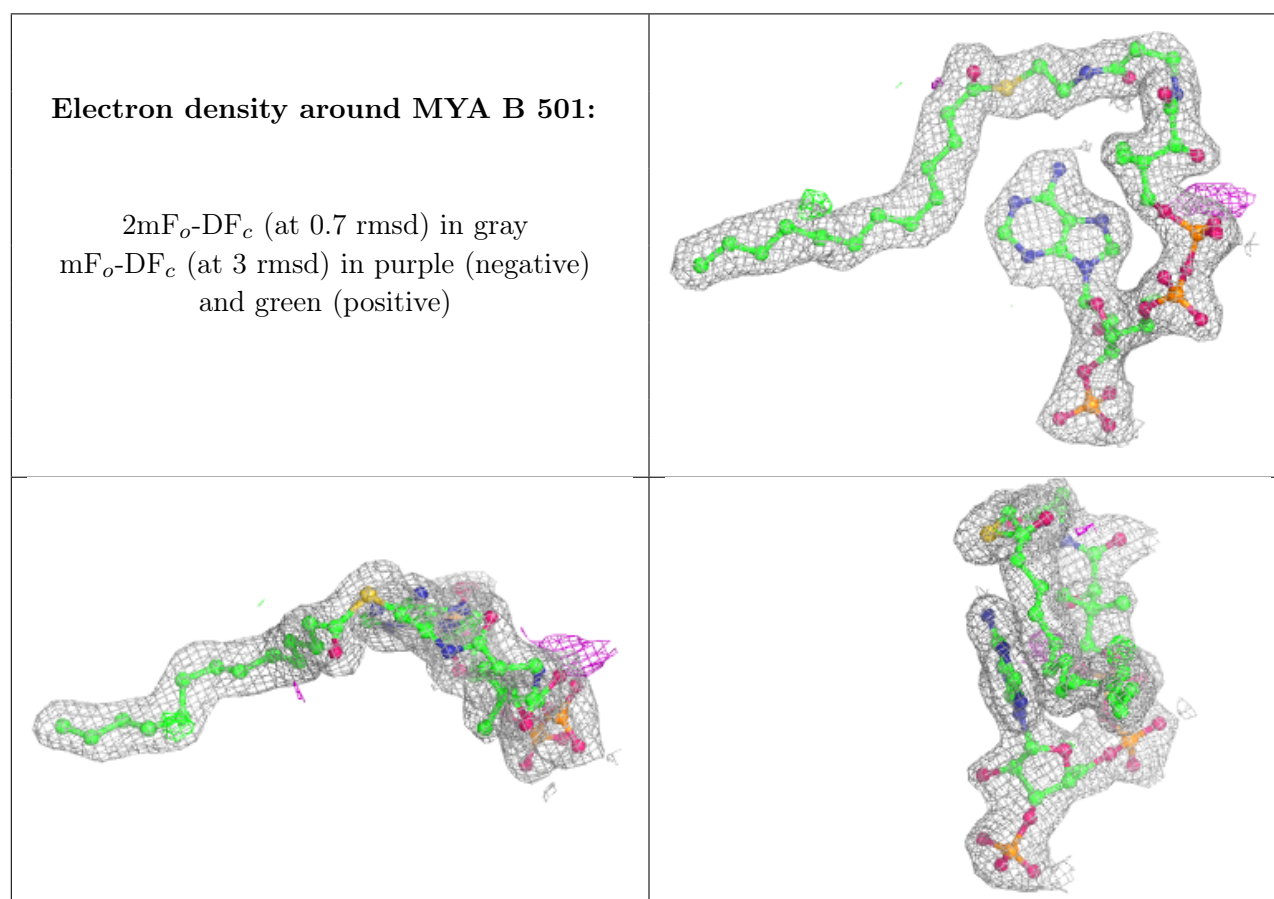 Electron density around MYA B 501:
2mFo-DFc (at 0.7 rmsd) in gray
mFo-DFc (at 3 rmsd) in purple (negative)
and green (positive)